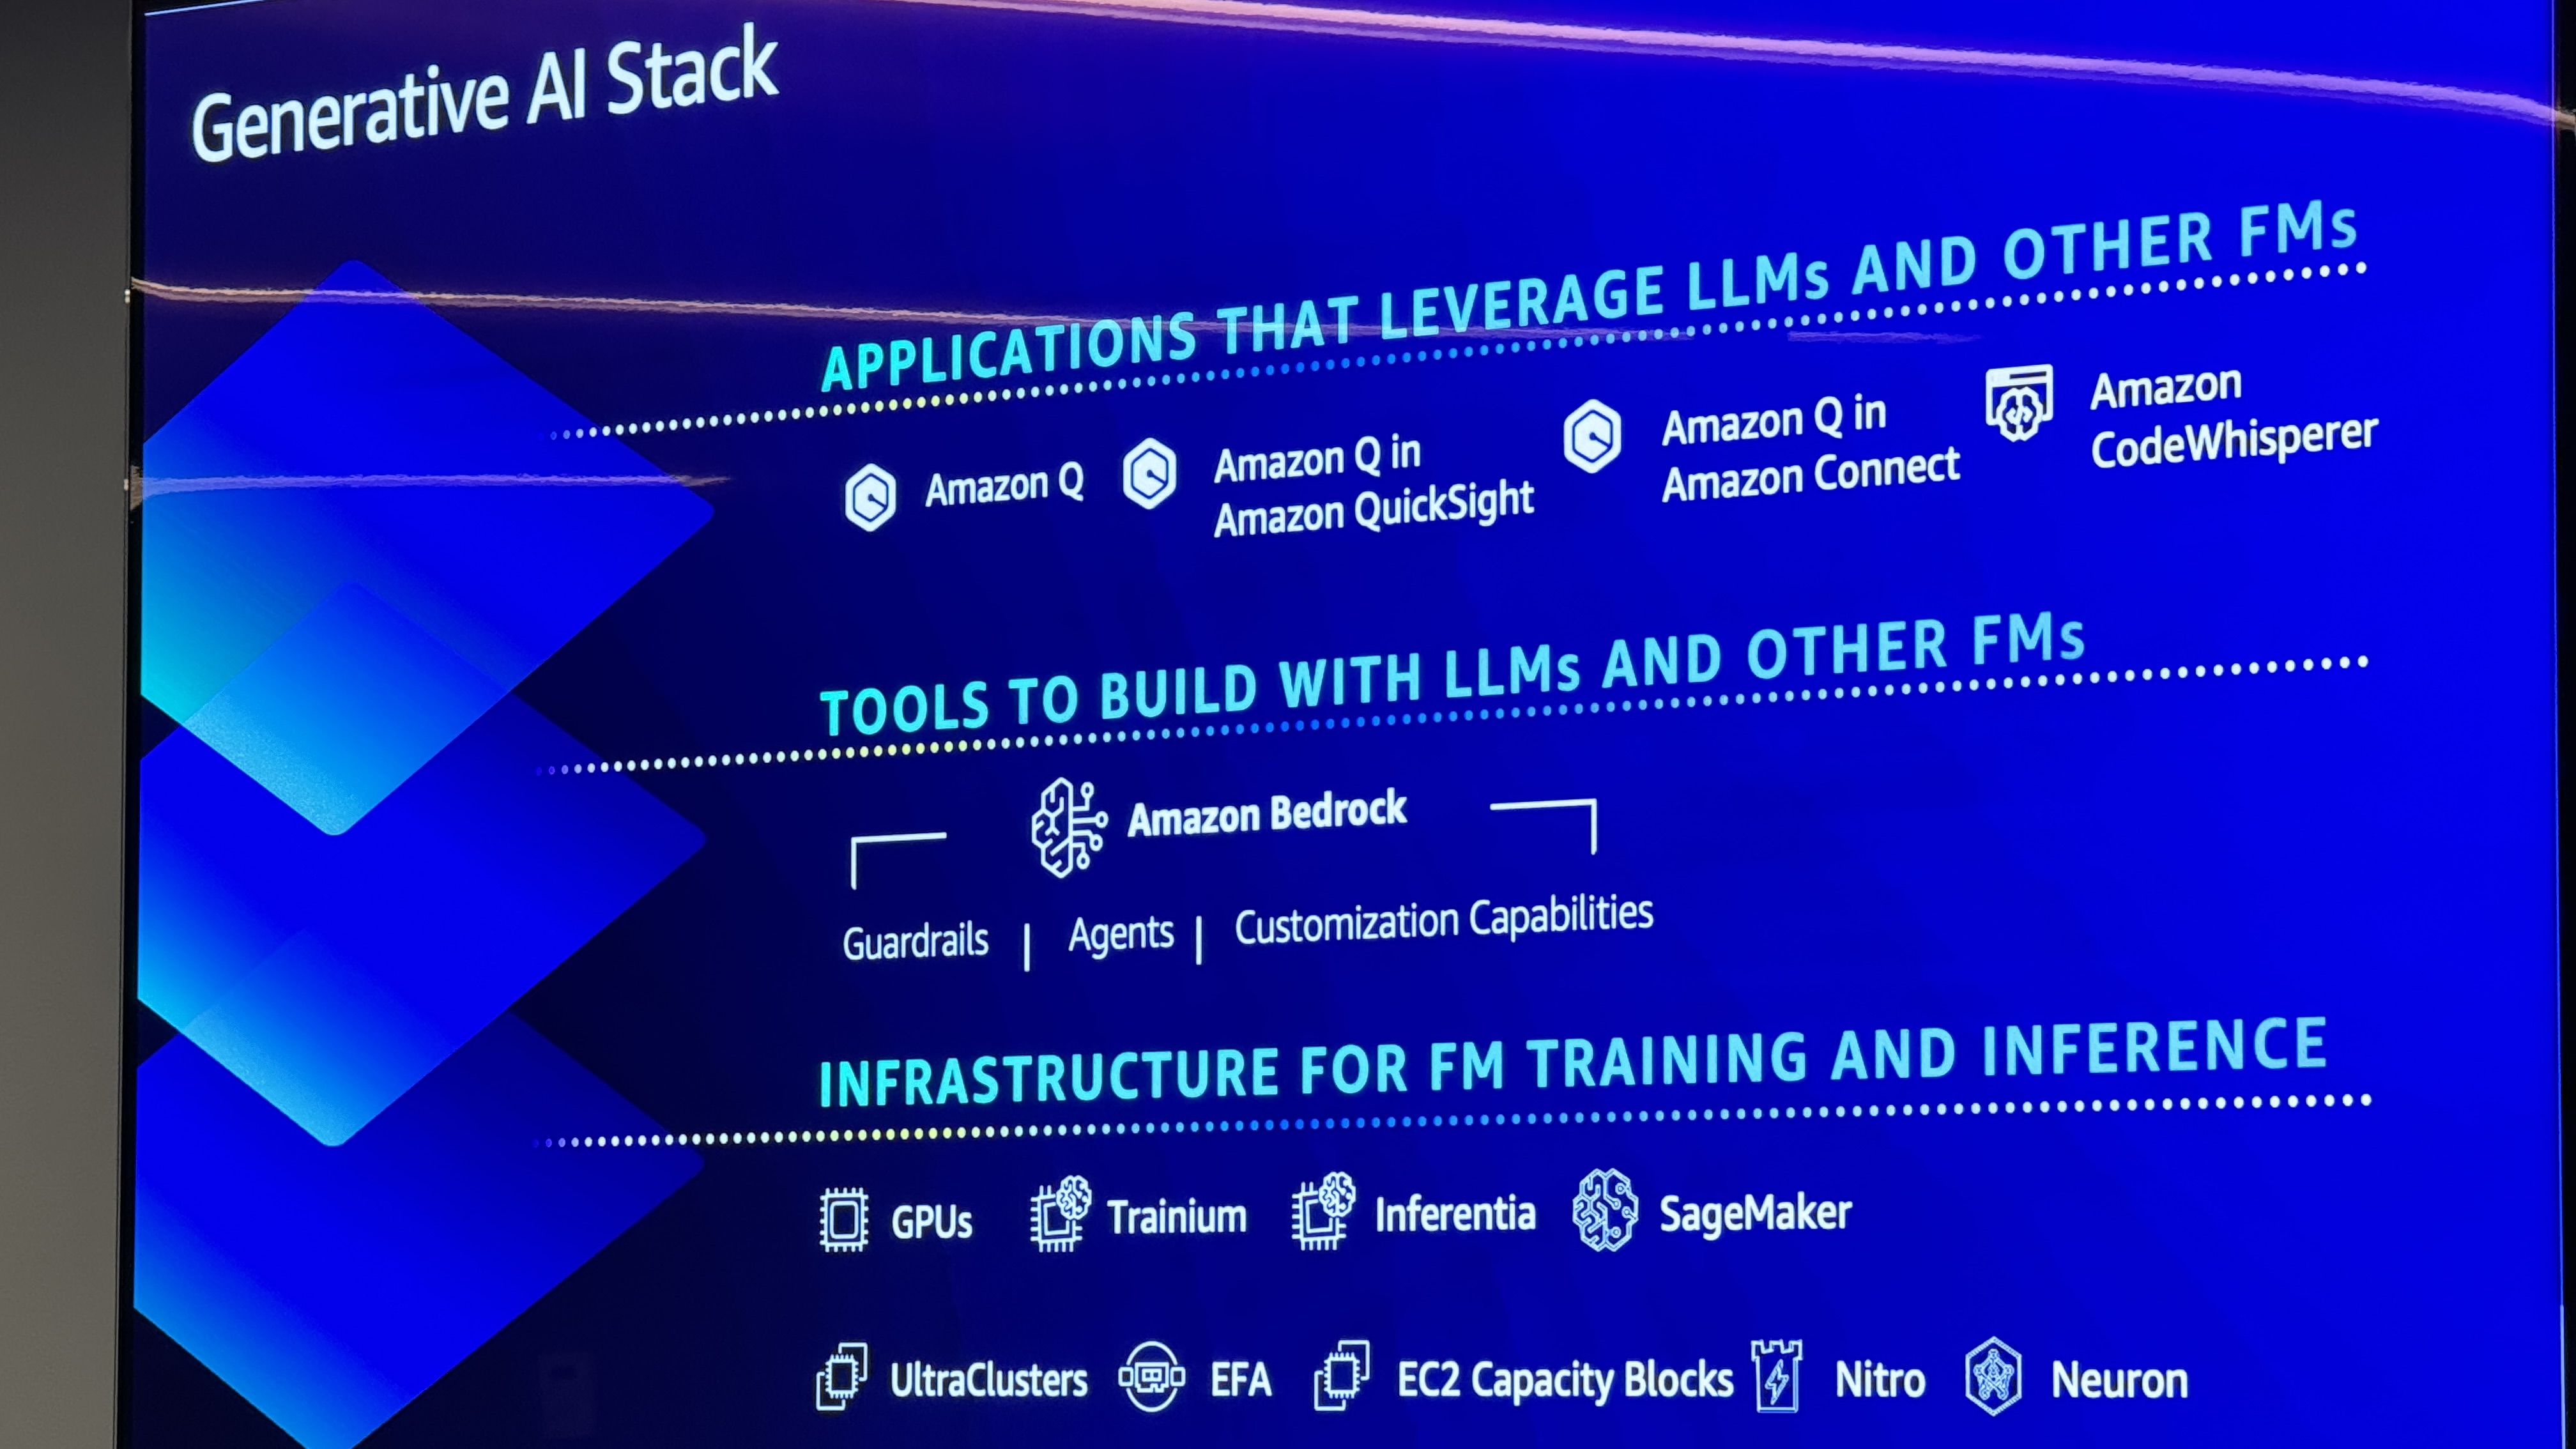 Generative AI Stack
APPLICATIONS THAT LEVERAGE LLMs AND OTHER FMs
Amazon Q
Amazon Q in
Amazon QuickSight
Amazon Q in
Amazon Connect
Amazon
CodeWhisperer
TOOLS TO BUILD WITH LLMs AND OTHER FMs
Amazon Bedrock
Guardrails | Agents | Customization Capabilities
INFRASTRUCTURE FOR FM TRAINING AND INFERENCE
GPUs Trainium Inferentia SageMaker
UltraClusters EFA EC2 Capacity Blocks Nitro Neuron